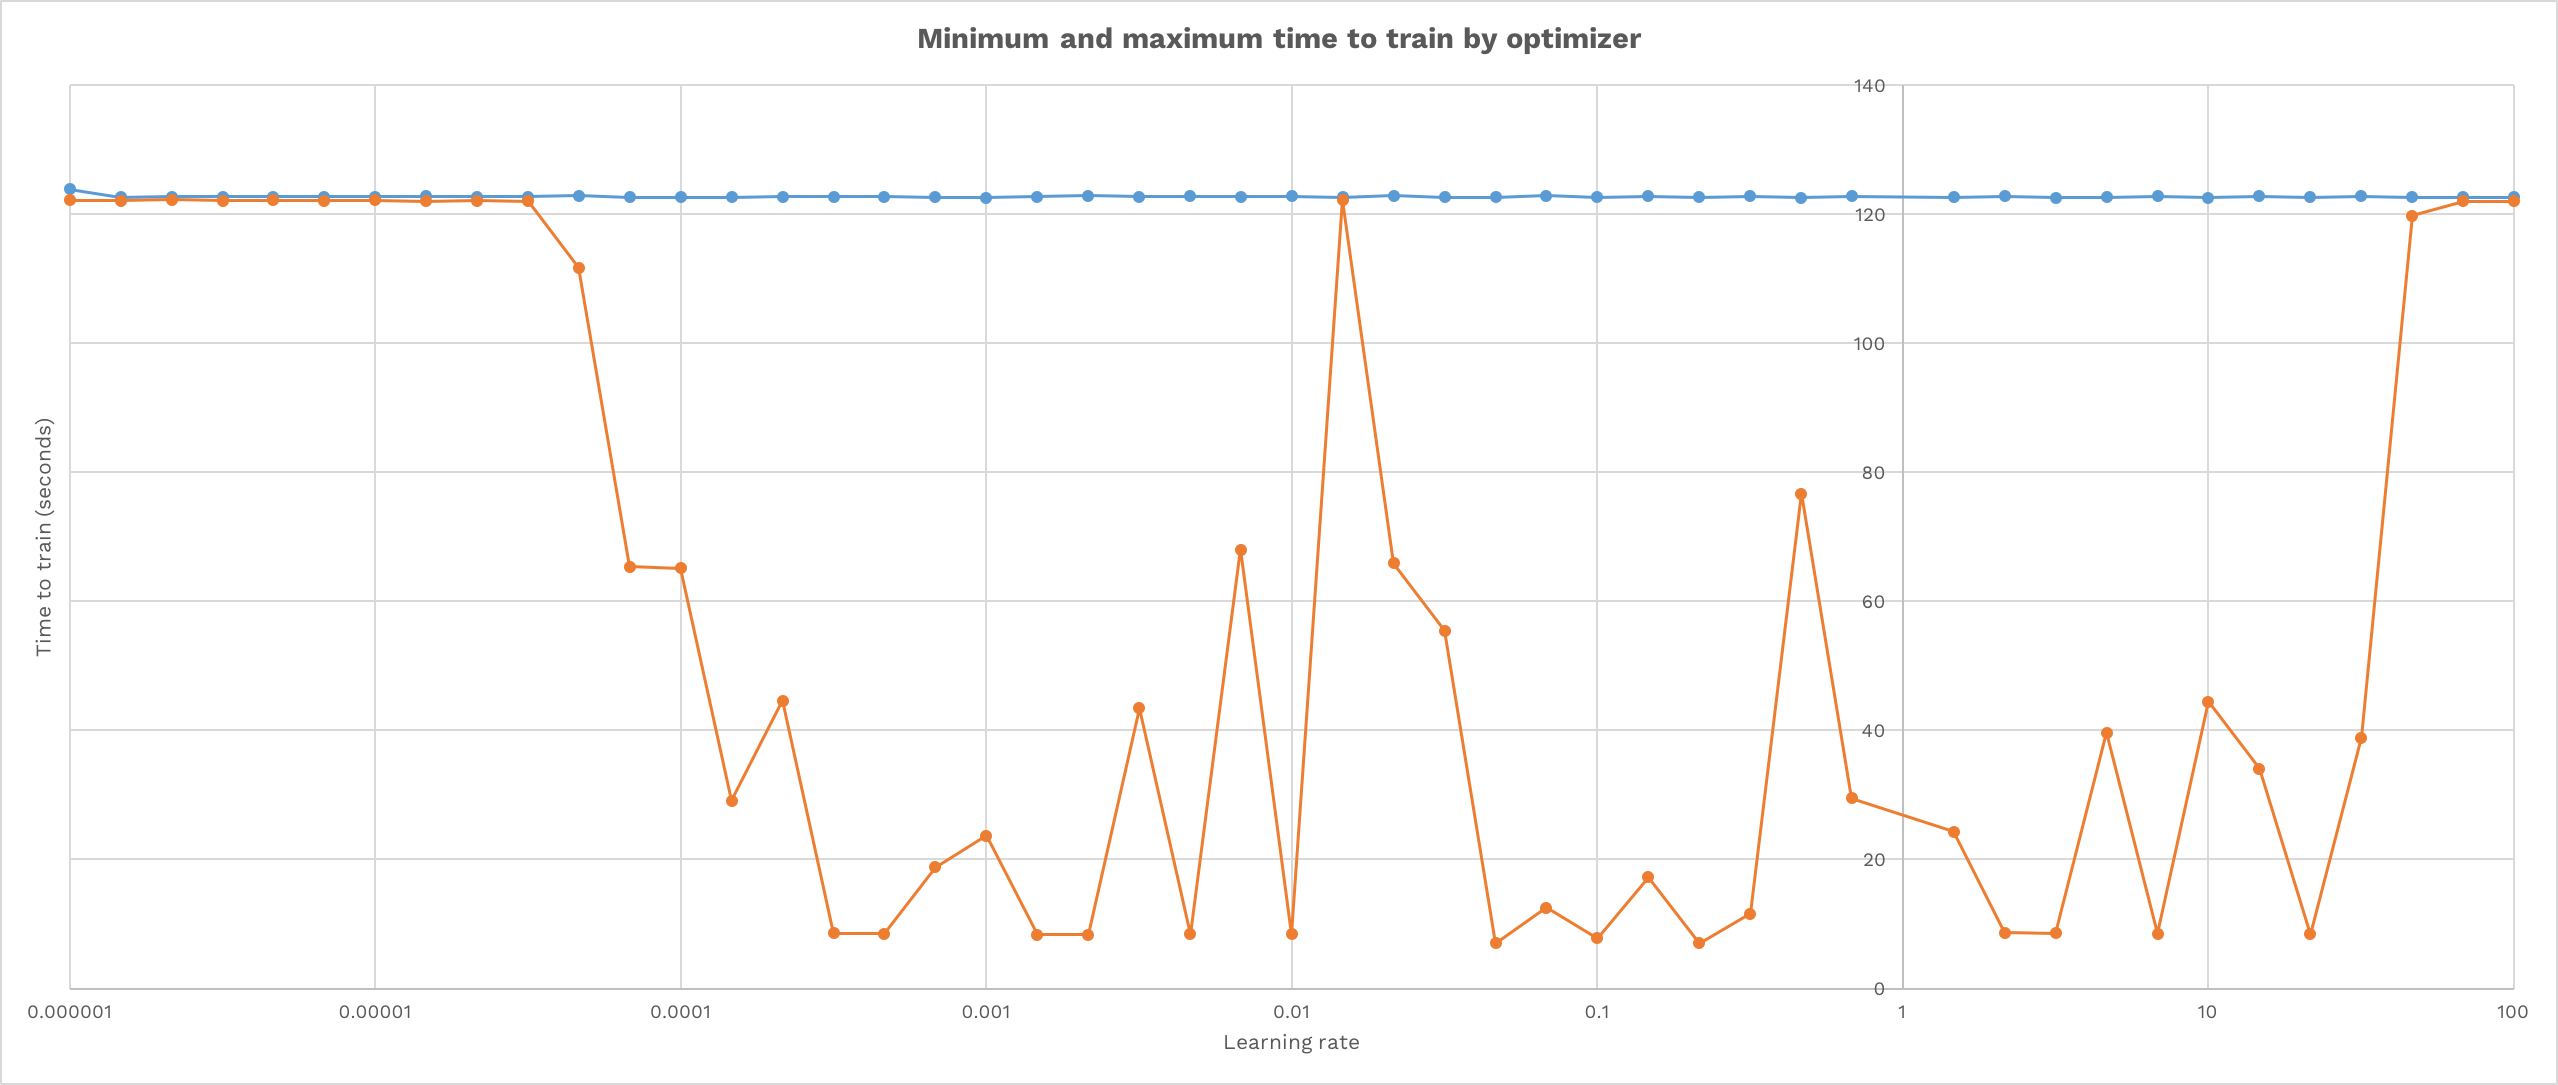 Minimum and maximum time to train by optimizer
140
120
100
80
60
40
20
0
Time to train (seconds)
0.000001 0.00001 0.0001 0.001 0.01 0.1 1 10 100
Learning rate